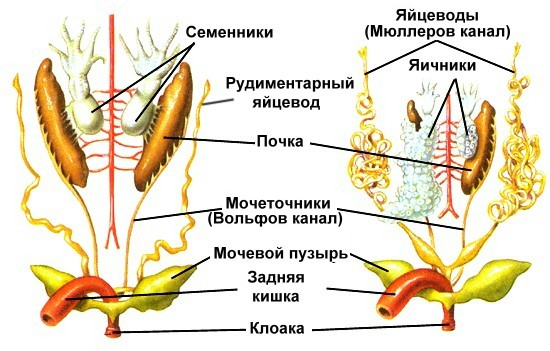 Семенники
Рудиментарный
яйцевод
Почка
Мочеточники
(Вольфов канал)
Мочевой пузырь
Задняя
кишка
Клоака
Яйцеводы
(Мюллеров канал)
Яичники